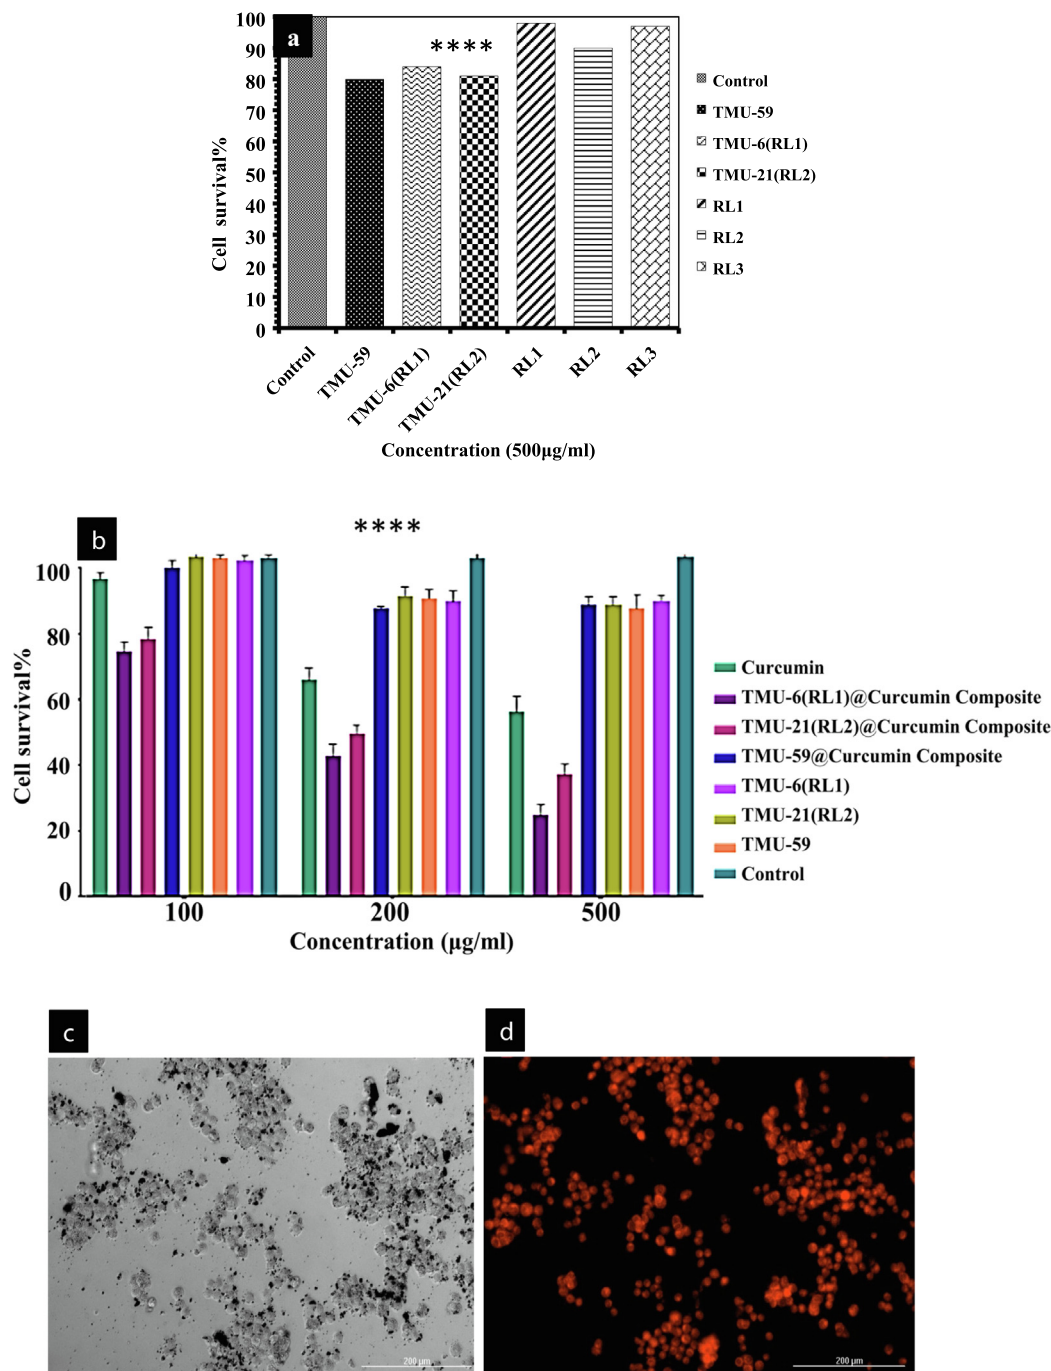 a
****
100
90
80
70
60
50
40
30
20
10
0
Cell survival%
Control
TMU-59
TMU-6(RL1)
TMU-21(RL2)
RL1
RL2
RL3
Concentration (500µg/ml)
Control
TMU-59
TMU-6(RL1)
TMU-21(RL2)
RL1
RL2
RL3
b
****
100
80
60
40
20
0
Cell survival%
100 200 500
Concentration (µg/ml)
Curcumin
TMU-6(RL1)@Curcumin Composite
TMU-21(RL2)@Curcumin Composite
TMU-59@Curcumin Composite
TMU-6(RL1)
TMU-21(RL2)
TMU-59
Control
c
200 µm
d
200 µm